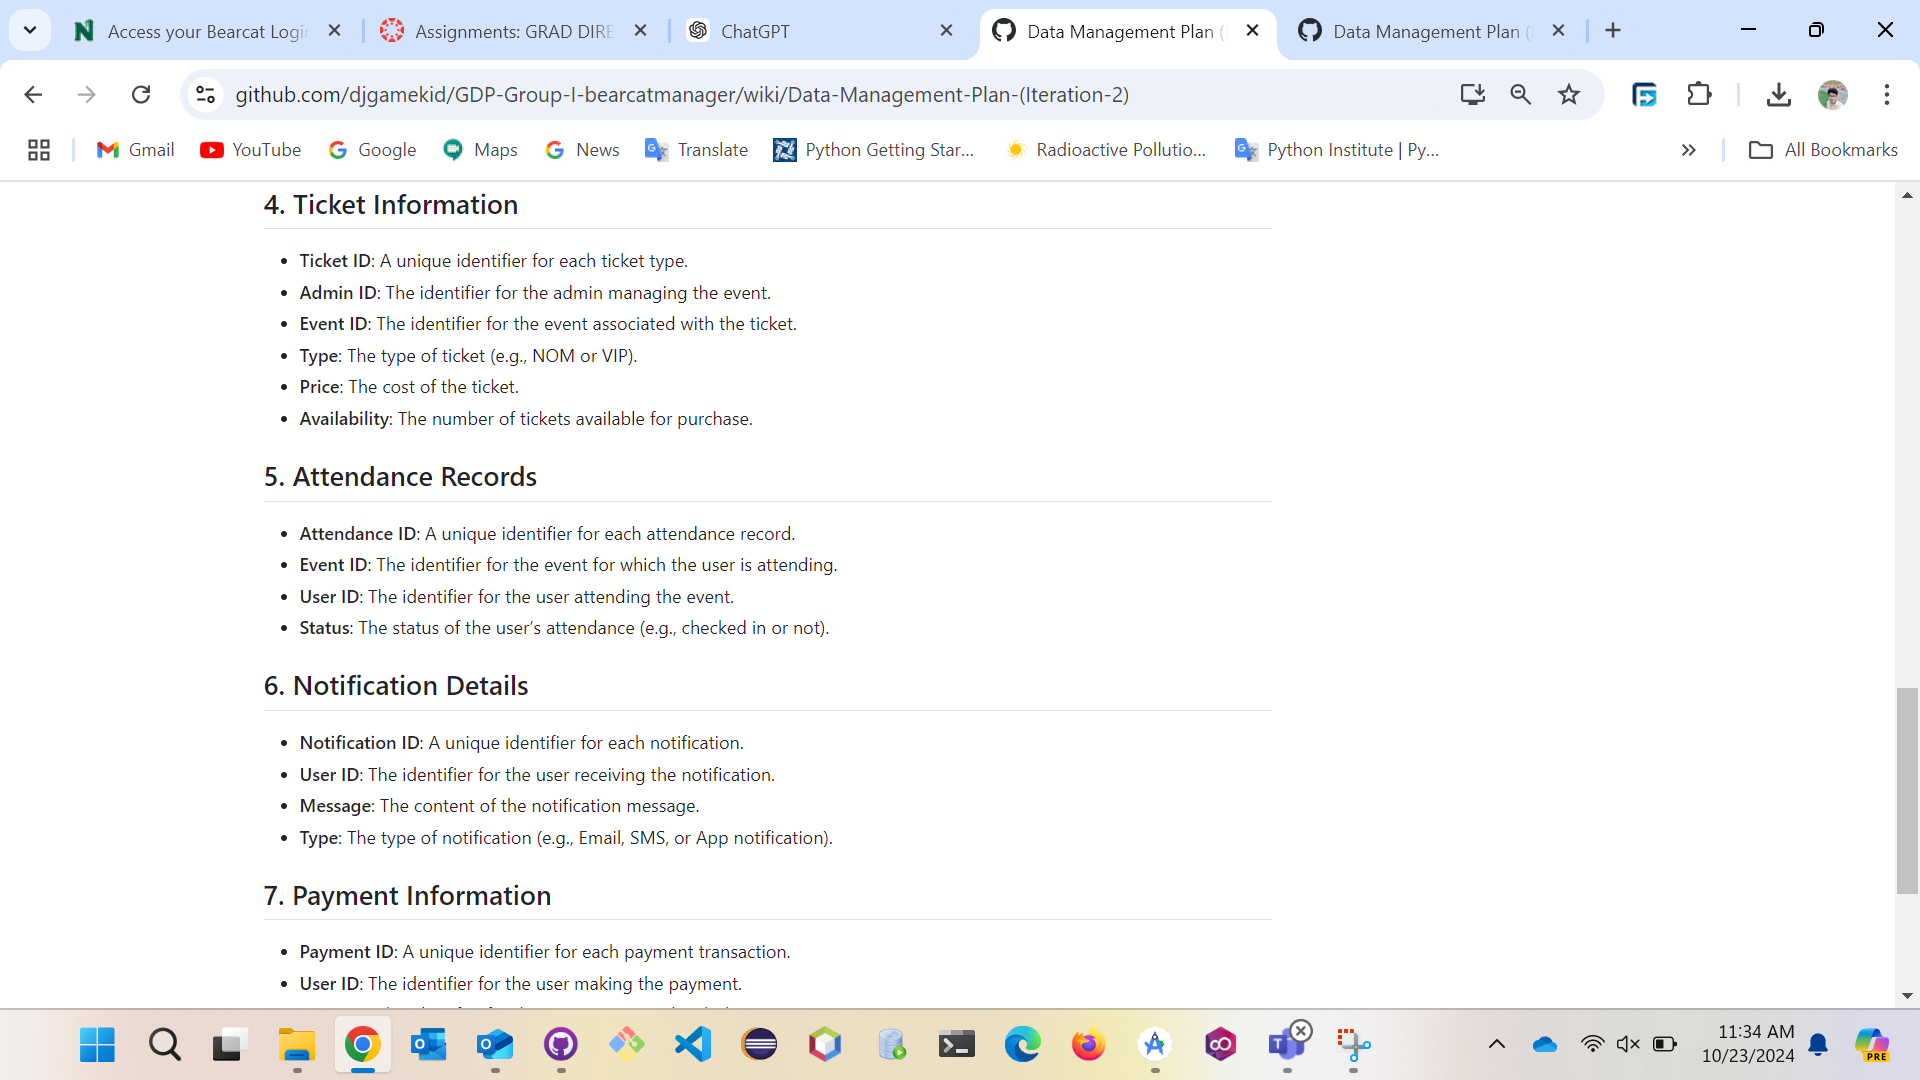 Access your Bearcat Login
Assignments: GRAD DIRE
ChatGPT
Data Management Plan (
Data Management Plan (
github.com/djgamekid/GDP-Group-I-bearcatmanager/wiki/Data-Management-Plan-(Iteration-2)
Gmail
YouTube
Google
Maps
News
Translate
Python Getting Star...
Radioactive Pollutio...
Python Institute | Py...
All Bookmarks
4. Ticket Information
• Ticket ID: A unique identifier for each ticket type.
• Admin ID: The identifier for the admin managing the event.
• Event ID: The identifier for the event associated with the ticket.
• Type: The type of ticket (e.g., NOM or VIP).
• Price: The cost of the ticket.
• Availability: The number of tickets available for purchase.
5. Attendance Records
• Attendance ID: A unique identifier for each attendance record.
• Event ID: The identifier for the event for which the user is attending.
• User ID: The identifier for the user attending the event.
• Status: The status of the user’s attendance (e.g., checked in or not).
6. Notification Details
• Notification ID: A unique identifier for each notification.
• User ID: The identifier for the user receiving the notification.
• Message: The content of the notification message.
• Type: The type of notification (e.g., Email, SMS, or App notification).
7. Payment Information
• Payment ID: A unique identifier for each payment transaction.
• User ID: The identifier for the user making the payment.
11:34 AM
10/23/2024
PRE